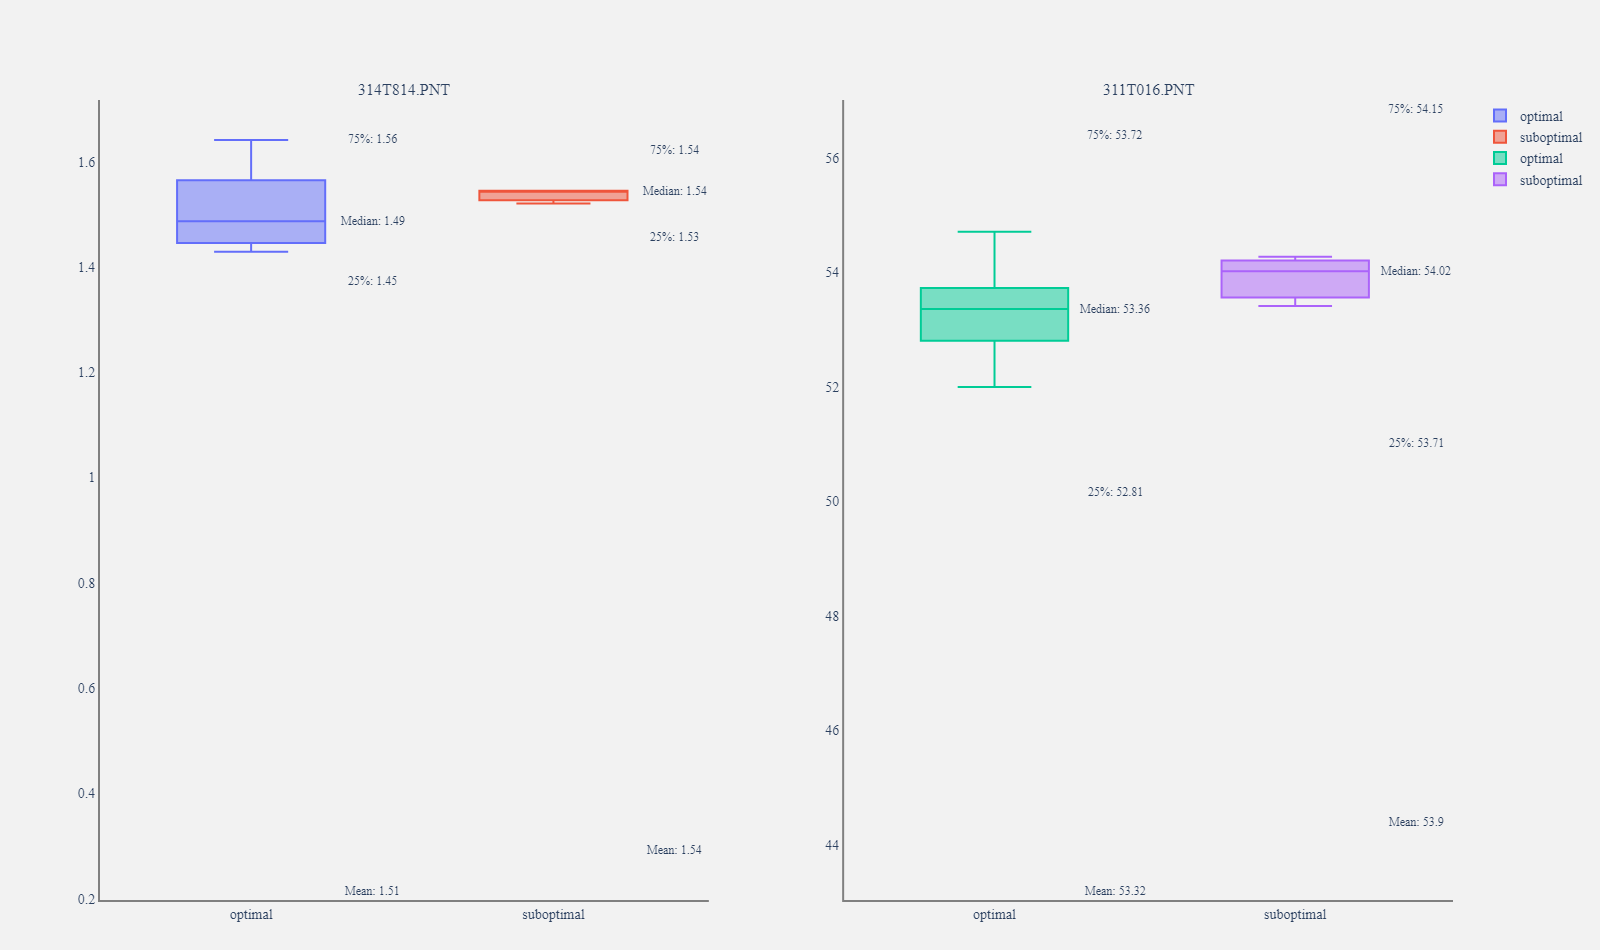 314T814.PNT
75%: 1.56
75%: 1.54
1.6
Median: 1.54
Median: 1.49
25%: 1.53
1.4
25%: 1.45
1.2
1
0.8
0.6
0.4
Mean: 1.54
Mean: 1.51
0.2
optimal
suboptimal
311T016.PNT
75%: 54.15
75%: 53.72
56
54
Median: 54.02
Median: 53.36
52
25%: 53.71
25%: 52.81
50
48
46
Mean: 53.9
44
Mean: 53.32
optimal
suboptimal
optimal
suboptimal
optimal
suboptimal